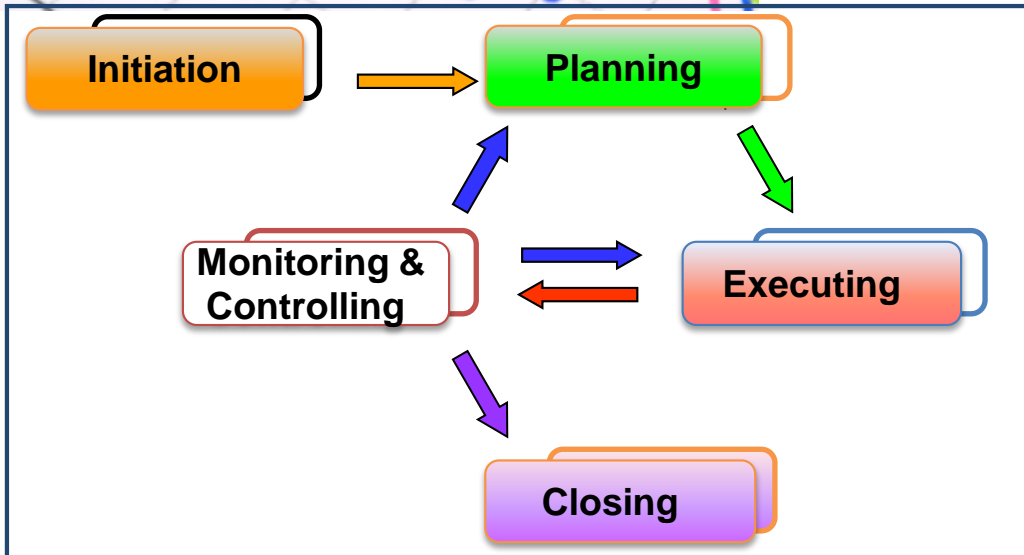 Initiation
Planning
Monitoring &
Controlling
Executing
Closing